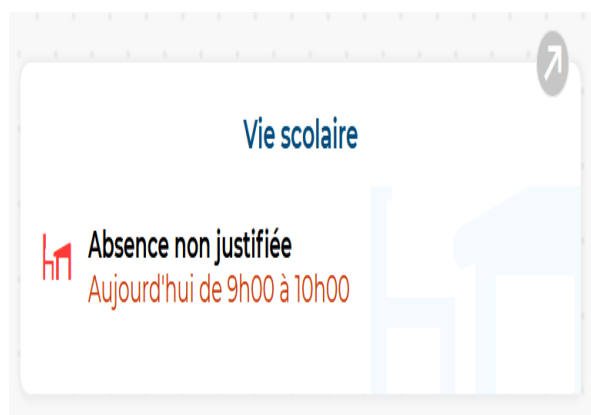 Vie scolaire
Absence non justifiée
Aujourd'hui de 9h00 à 10h00